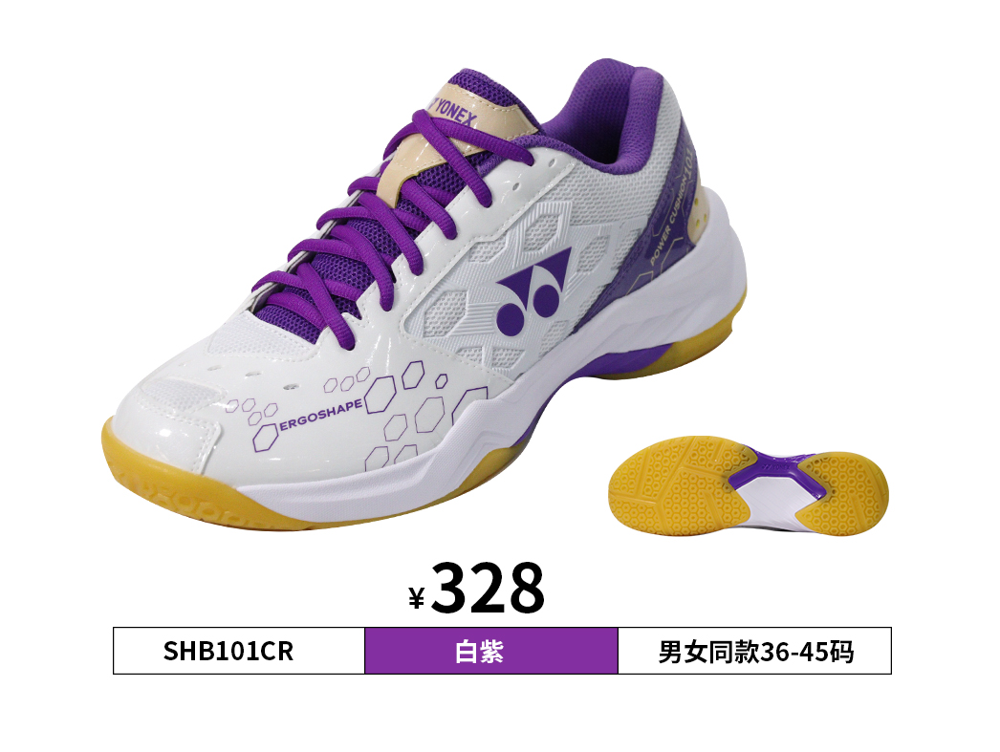 YONEX
POWER CUSHION 101
ERGOSHAPE
¥328
SHB101CR
白紫
男女同款36-45码